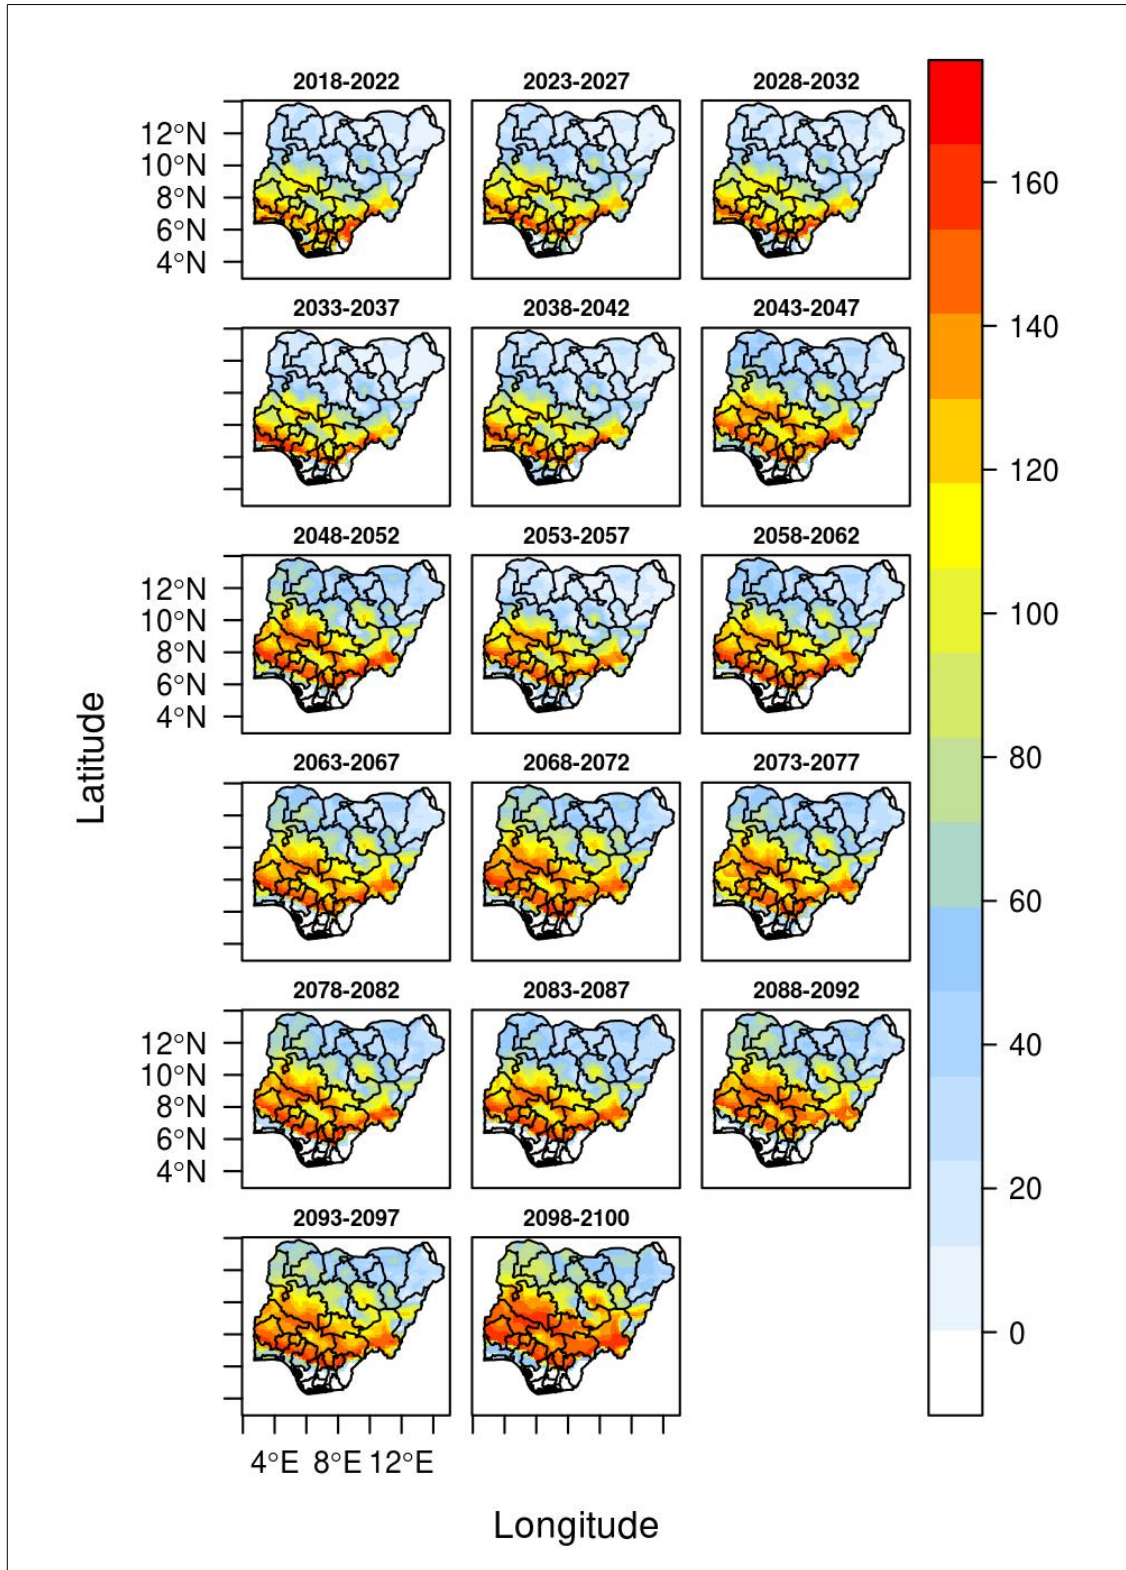 2018-2022 2023-2027 2028-2032
12°N
10°N
8°N
6°N
4°N
2033-2037 2038-2042 2043-2047
2048-2052 2053-2057 2058-2062
12°N
10°N
8°N
6°N
4°N
2063-2067 2068-2072 2073-2077
2078-2082 2083-2087 2088-2092
12°N
10°N
8°N
6°N
4°N
2093-2097 2098-2100
4°E 8°E 12°E
Latitude
Longitude
160
140
120
100
80
60
40
20
0